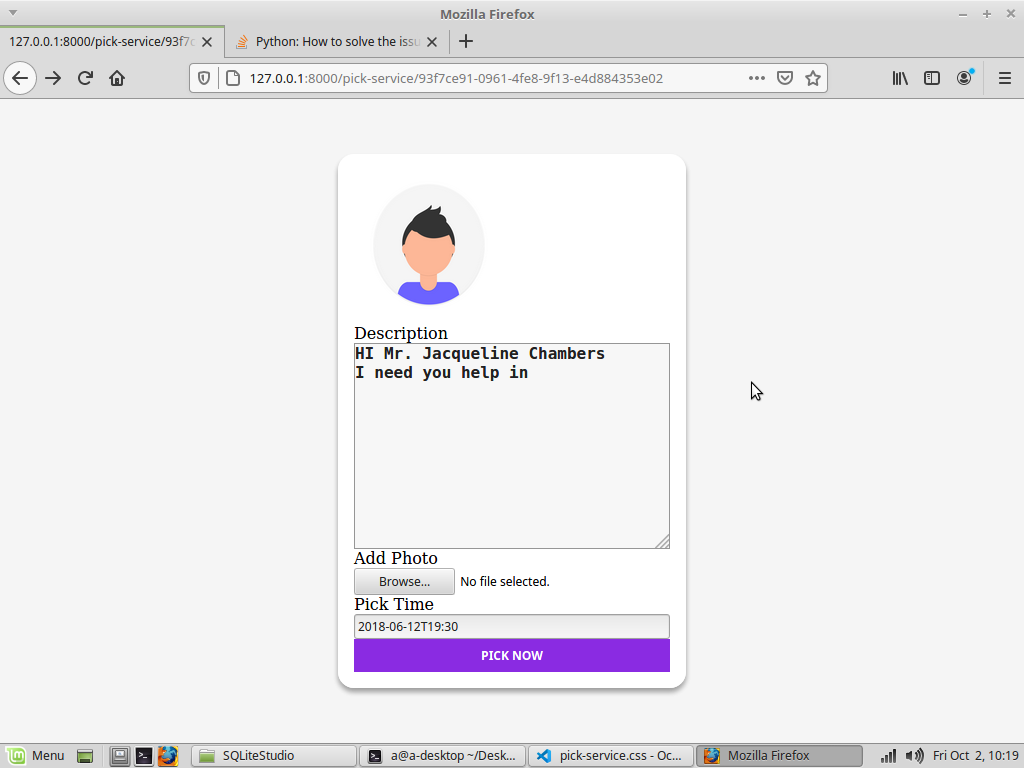 Mozilla Firefox
127.0.0.1:8000/pick-service/93f7c
Python: How to solve the issu
127.0.0.1:8000/pick-service/93f7ce91-0961-4fe8-9f13-e4d884353e02
Description
HI Mr. Jacqueline Chambers
I need you help in
Add Photo
Browse... No file selected.
Pick Time
2018-06-12T19:30
PICK NOW
Menu
SQLiteStudio
a@a-desktop ~/Desk...
pick-service.css - Oc...
Mozilla Firefox
Fri Oct 2, 10:19